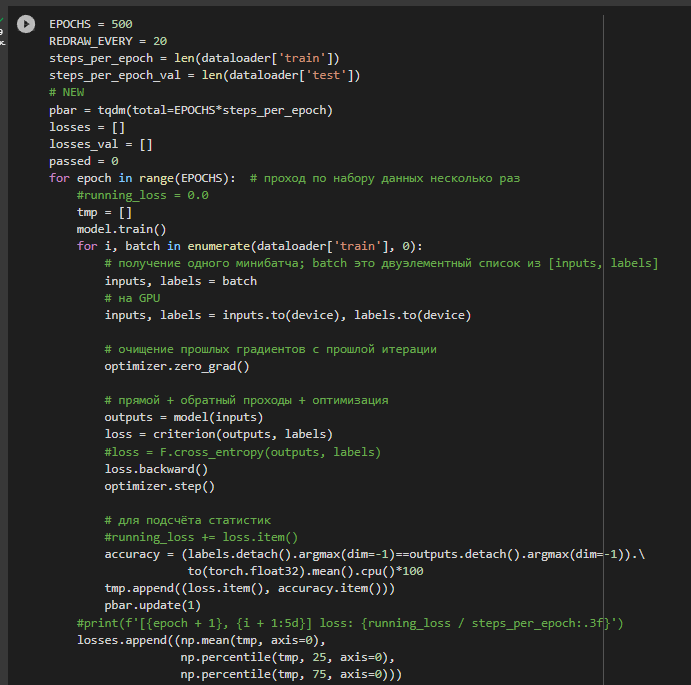 EPOCHS = 500
REDRAW_EVERY = 20
steps_per_epoch = len(dataloader['train'])
steps_per_epoch_val = len(dataloader['test'])
# NEW
pbar = tqdm(total=EPOCHS*steps_per_epoch)
losses = []
losses_val = []
passed = 0
for epoch in range(EPOCHS):  # проход по набору данных несколько раз
    #running_loss = 0.0
    tmp = []
    model.train()
    for i, batch in enumerate(dataloader['train'], 0):
        # получение одного минибатча; batch это двуэлементный список из [inputs, labels]
        inputs, labels = batch
        # на GPU
        inputs, labels = inputs.to(device), labels.to(device)

        # очищение прошлых градиентов с прошлой итерации
        optimizer.zero_grad()

        # прямой + обратный проходы + оптимизация
        outputs = model(inputs)
        loss = criterion(outputs, labels)
        #loss = F.cross_entropy(outputs, labels)
        loss.backward()
        optimizer.step()

        # для подсчёта статистик
        #running_loss += loss.item()
        accuracy = (labels.detach().argmax(dim=-1)==outputs.detach().argmax(dim=-1)).\
                    to(torch.float32).mean().cpu()*100
        tmp.append((loss.item(), accuracy.item()))
        pbar.update(1)
    #print(f'[{epoch + 1}, {i + 1:5d}] loss: {running_loss / steps_per_epoch:.3f}')
    losses.append((np.mean(tmp, axis=0),
                   np.percentile(tmp, 25, axis=0),
                   np.percentile(tmp, 75, axis=0)))